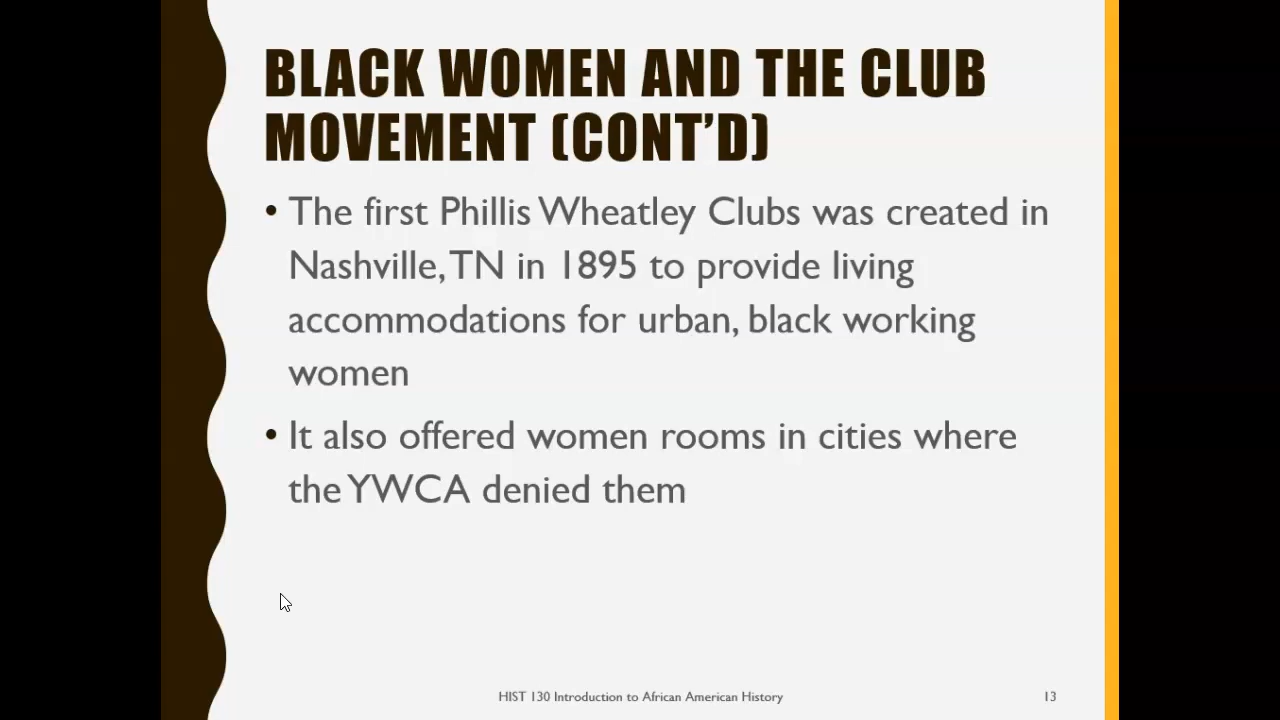 BLACK WOMEN AND THE CLUB
MOVEMENT (CONT’D)
• The first Phillis Wheatley Clubs was created in
Nashville, TN in 1895 to provide living
accommodations for urban, black working
women
• It also offered women rooms in cities where
the YWCA denied them
HIST 130 Introduction to African American History
13